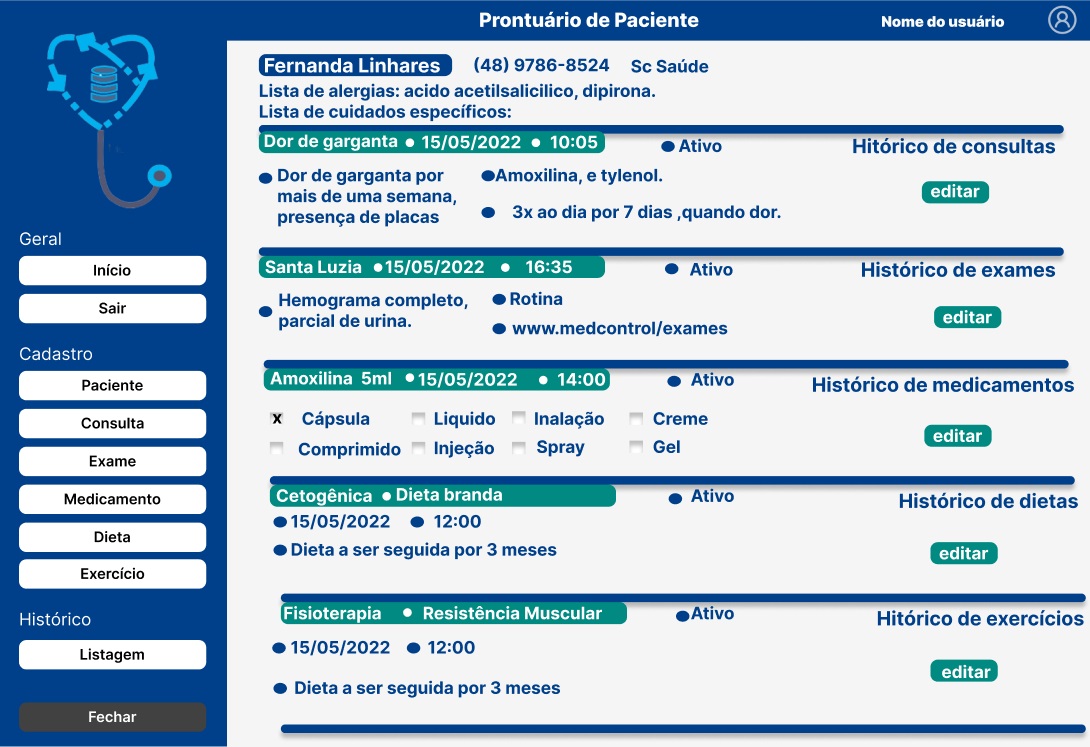 Prontuário de Paciente
Nome do usuário
Geral
Início
Sair
Cadastro
Paciente
Consulta
Exame
Medicamento
Dieta
Exercício
Histórico
Listagem
Fechar
Fernanda Linhares (48) 9786-8524 Sc Saúde
Lista de alergias: acido acetilsalicilico, dipirona.
Lista de cuidados específicos:
Dor de garganta • 15/05/2022 • 10:05 • Ativo
Hitórico de consultas
• Dor de garganta por
mais de uma semana,
presença de placas
• Amoxilina, e tylenol.
• 3x ao dia por 7 dias ,quando dor.
editar
Santa Luzia • 15/05/2022 • 16:35 • Ativo
Histórico de exames
• Hemograma completo,
parcial de urina.
• Rotina
• www.medcontrol/exames
editar
Amoxilina 5ml • 15/05/2022 • 14:00 • Ativo
Histórico de medicamentos
x Cápsula Liquido Inalação Creme
Comprimido Injeção Spray Gel
editar
Cetogênica • Dieta branda • Ativo
Histórico de dietas
• 15/05/2022 • 12:00
• Dieta a ser seguida por 3 meses
editar
Fisioterapia • Resistência Muscular • Ativo
Hitórico de exercícios
• 15/05/2022 • 12:00
• Dieta a ser seguida por 3 meses
editar